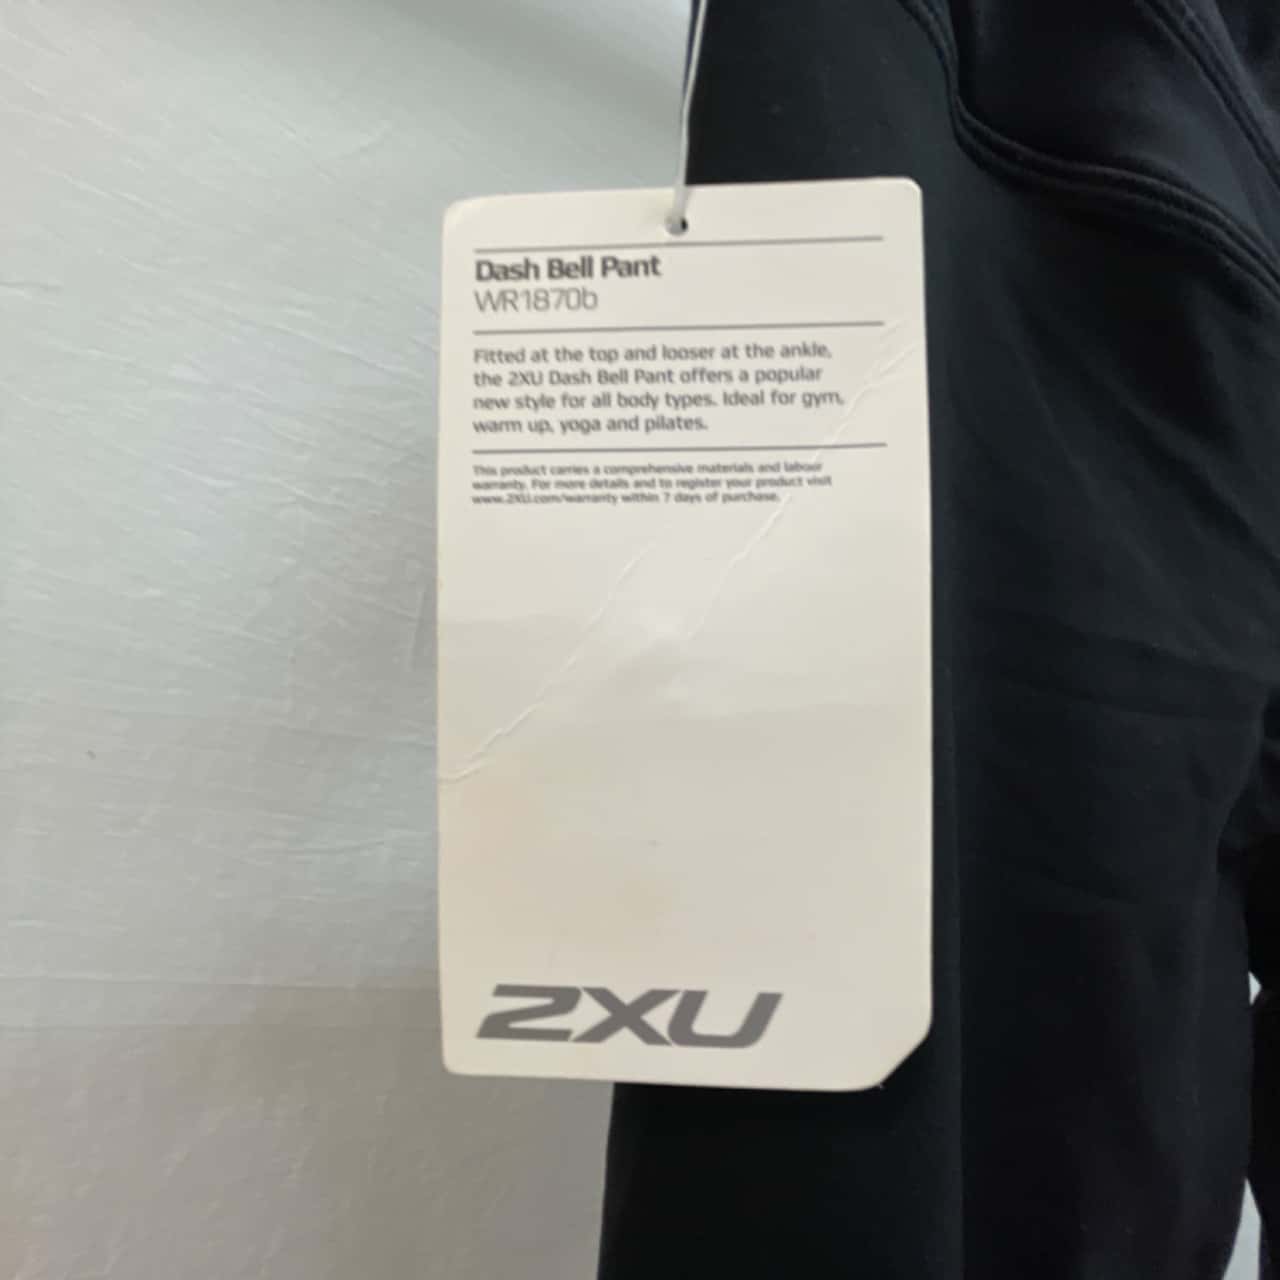 Dash Bell Pant
WR1870b
Fitted at the top and looser at the ankle,
the 2XU Dash Bell Pant offers a popular
new style for all body types. Ideal for gym,
warm up, yoga and pilates.
This product carries a comprehensive materials and labour
warranty. For more details and to register your product visit
www.2XU.com/warranty within 7 days of purchase.
2XU